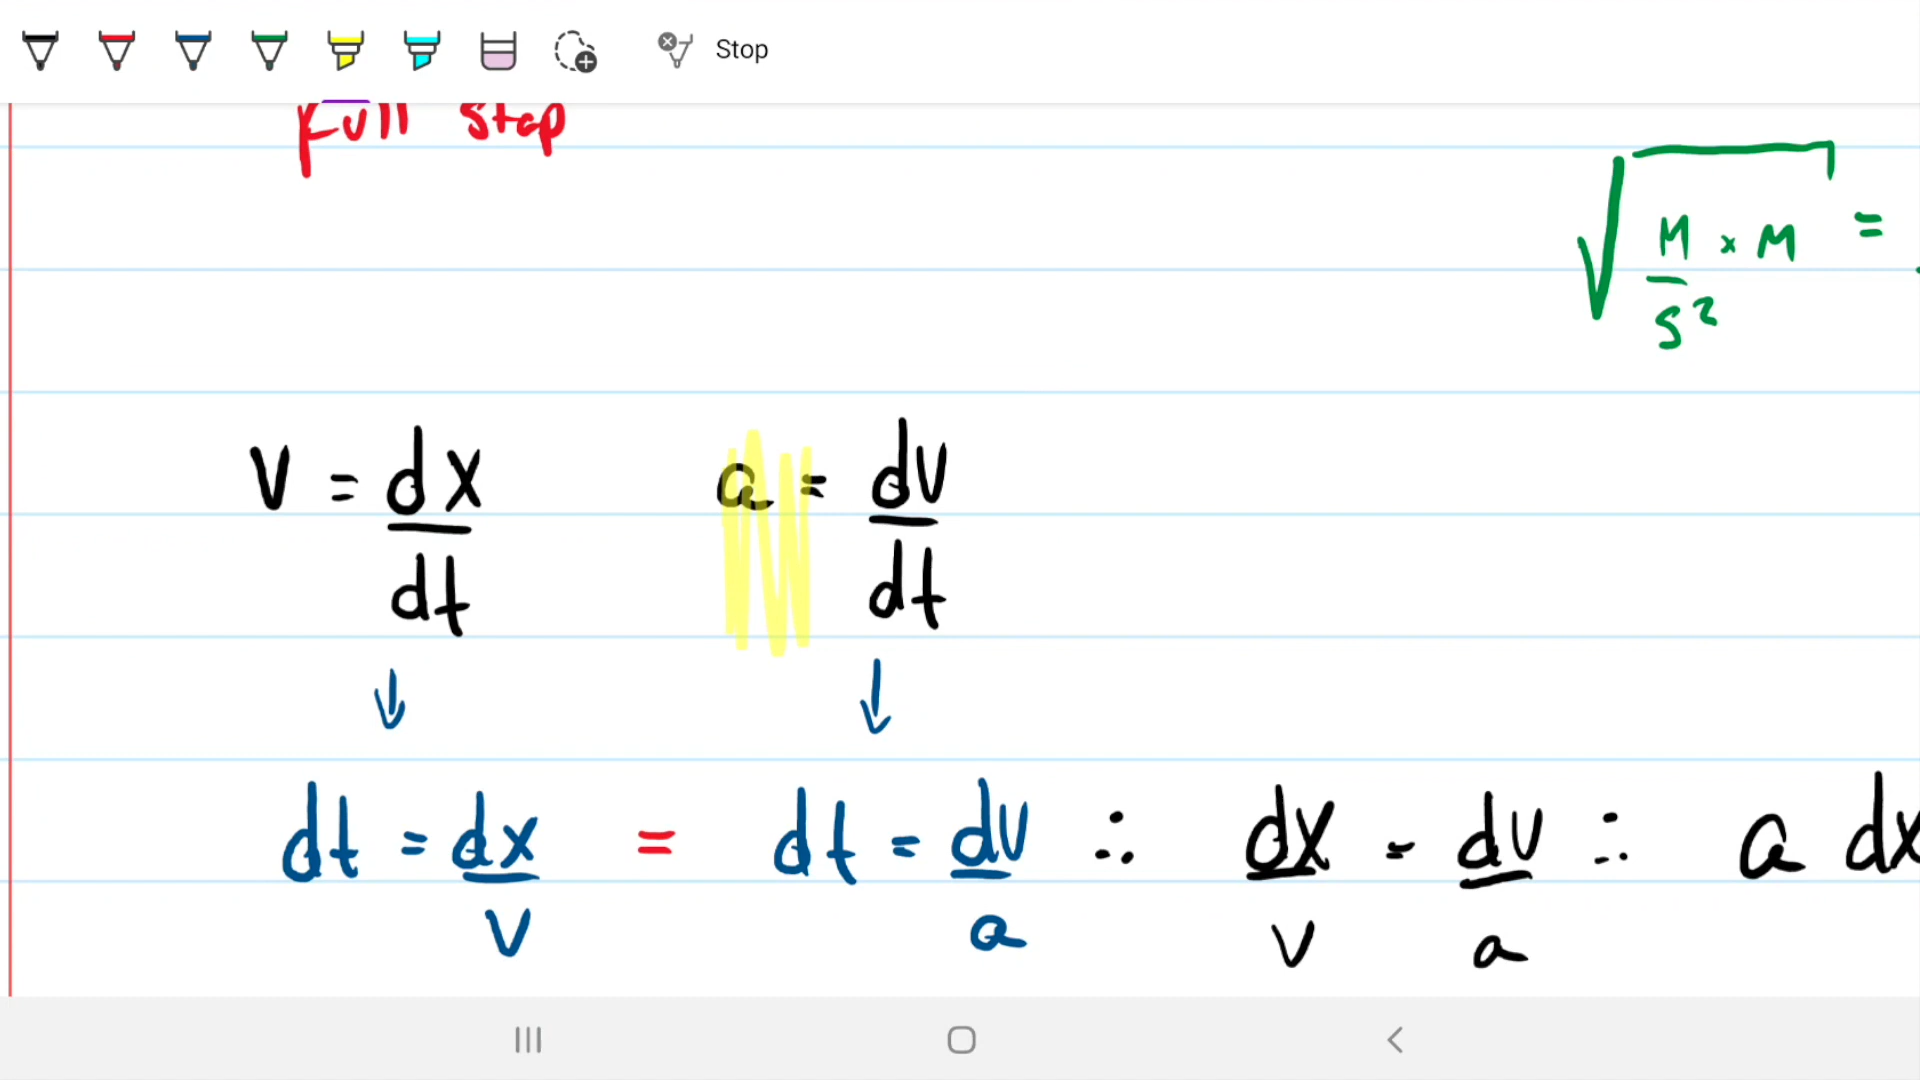 Stop
Full Stop
√ M/s² × M =
V = dx/dt a = dV/dt
↓ ↓
dt = dx/V = dt = dV/a ∴ dx/V = dV/a ∴ a dx